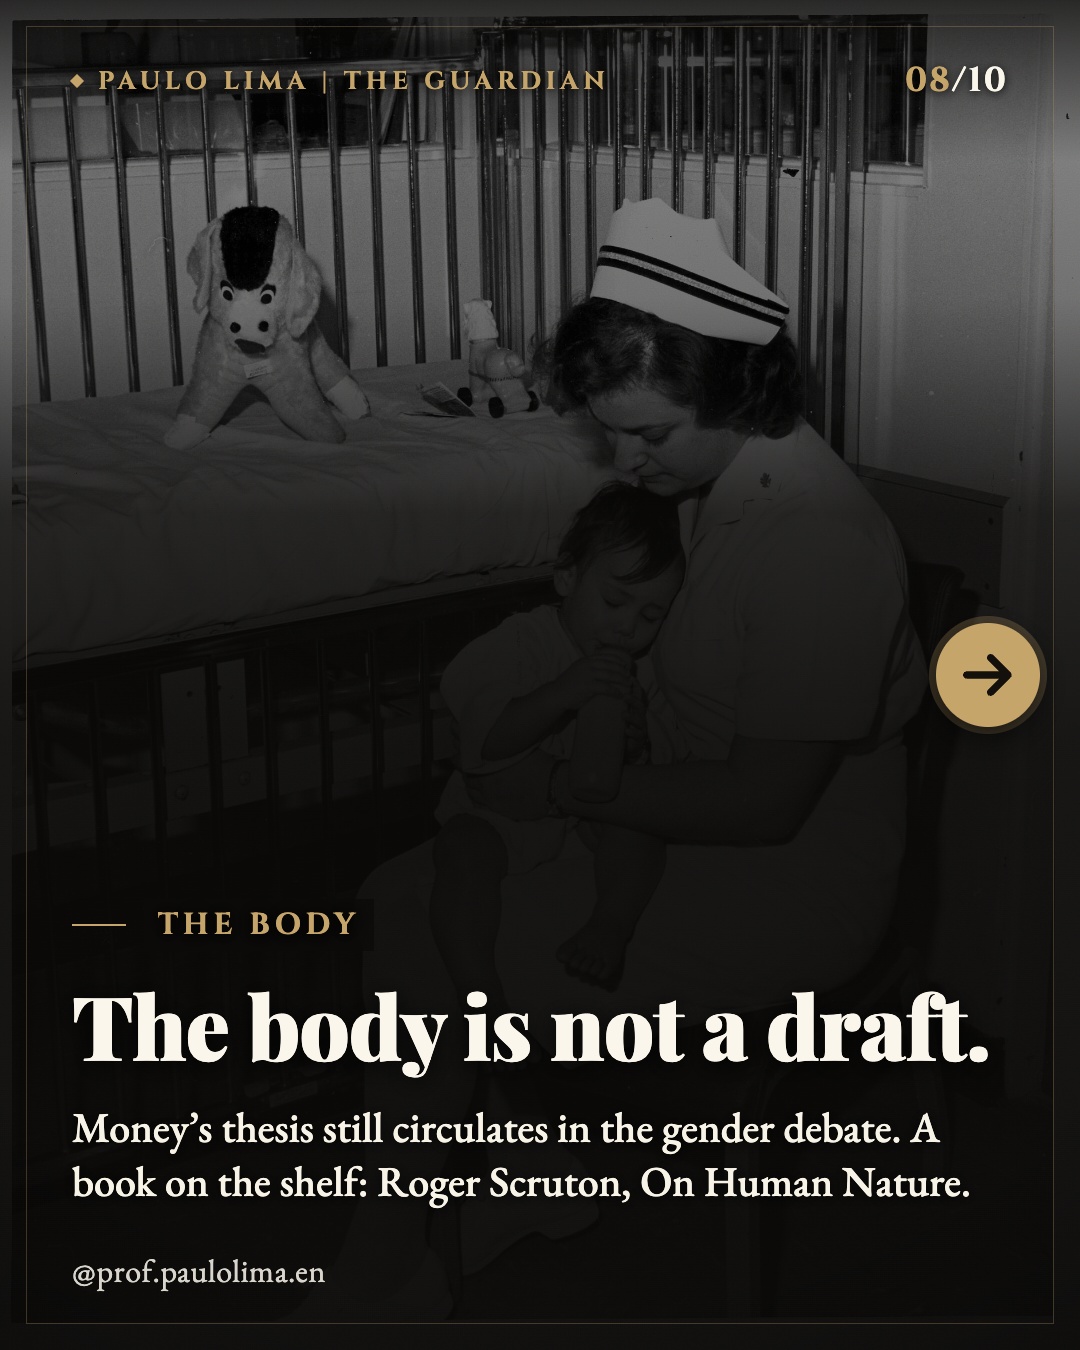 PAULO LIMA | THE GUARDIAN
08/10
THE BODY
The body is not a draft.
Money’s thesis still circulates in the gender debate. A
book on the shelf: Roger Scruton, On Human Nature.
@prof.paulolima.en